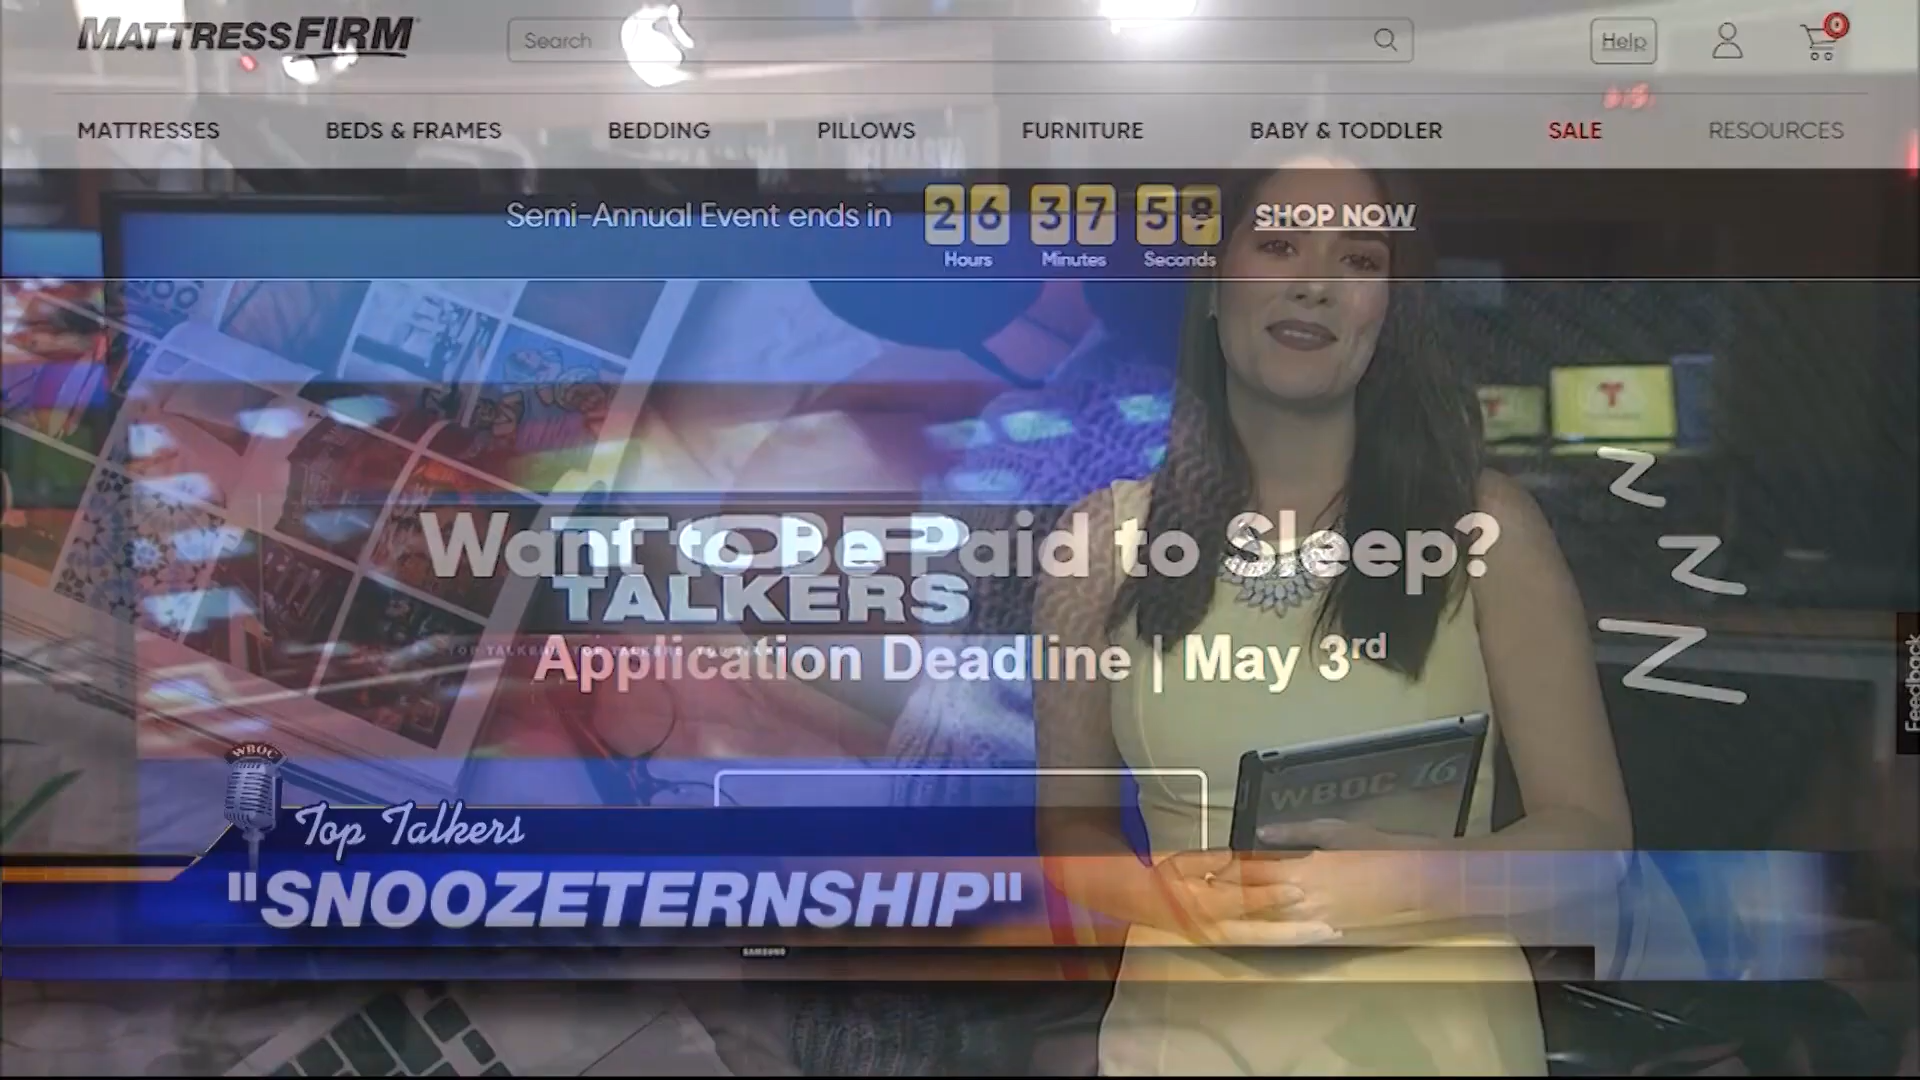 MATTRESSFIRM
Search
Help
0
MATTRESSES
BEDS & FRAMES
BEDDING
PILLOWS
FURNITURE
BABY & TODDLER
SALE
RESOURCES
Semi-Annual Event ends in
26 37 58
SHOP NOW
Hours
Minutes
Seconds
Want to Be Paid to Sleep?
TOP
TALKERS
Application Deadline | May 3rd
Feedback
WBOC 16
WBOC
Top Talkers
"SNOOZETERNSHIP"
SAMSUNG